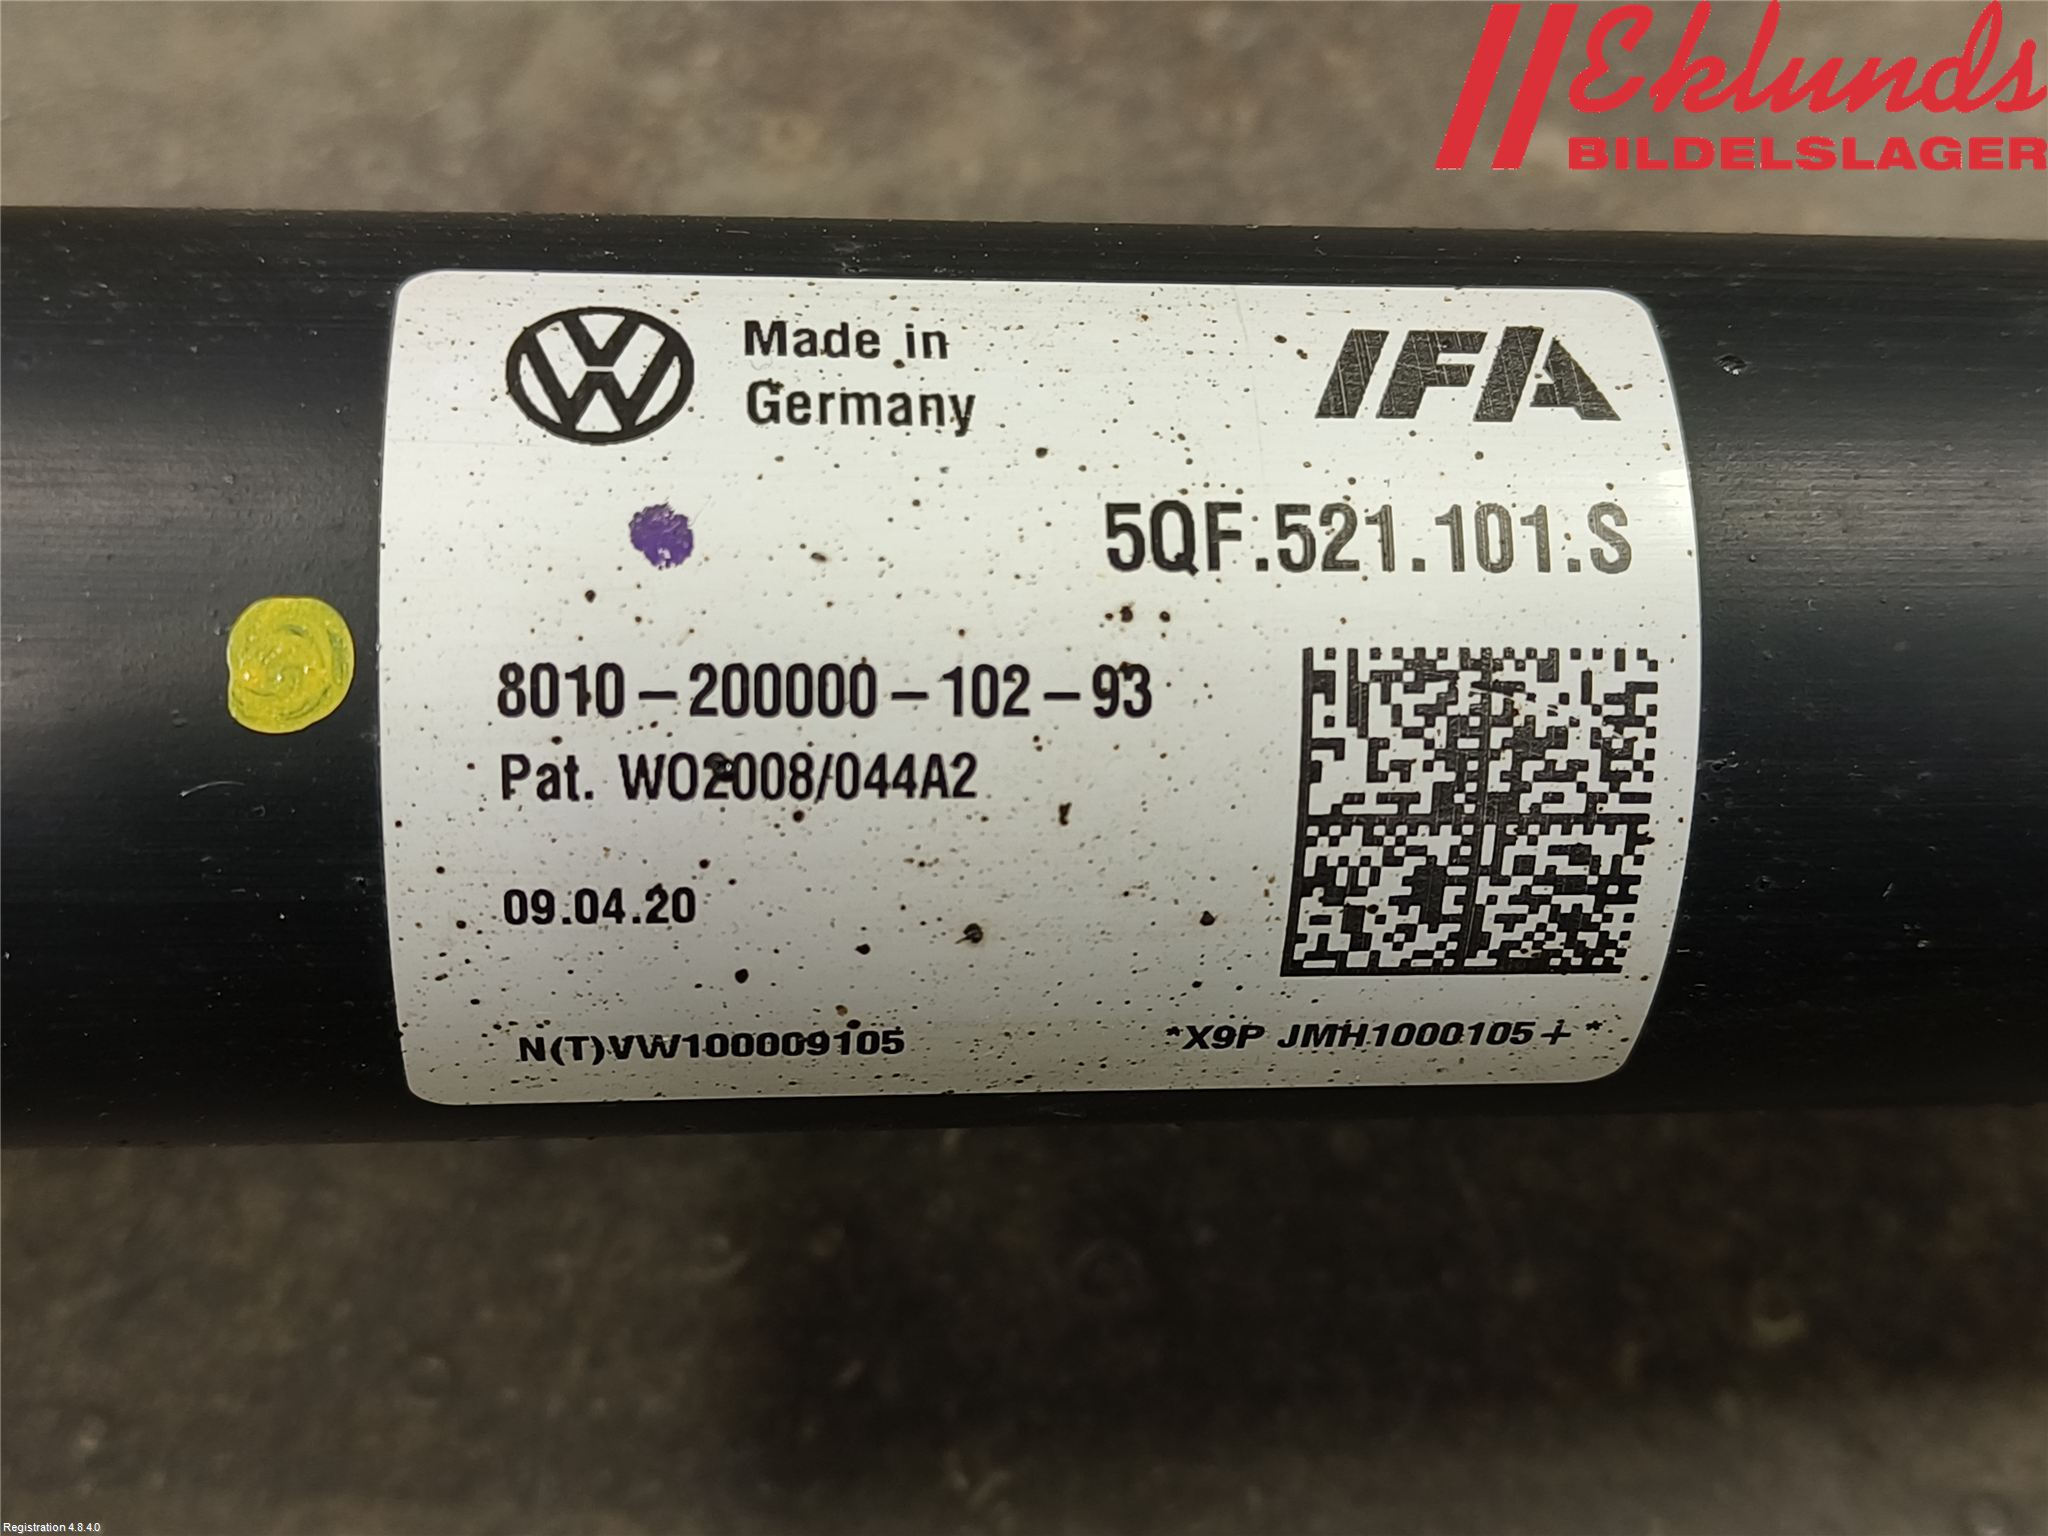 Eklunds
BILDELSLAGER
Made in
Germany
IFA
5QF.521.101.S
8010-200000-102-93
Pat. WO2008/044A2
09.04.20
N(T)VW100009105
*X9P JMH1000105+*
Registration 4.8.4.0